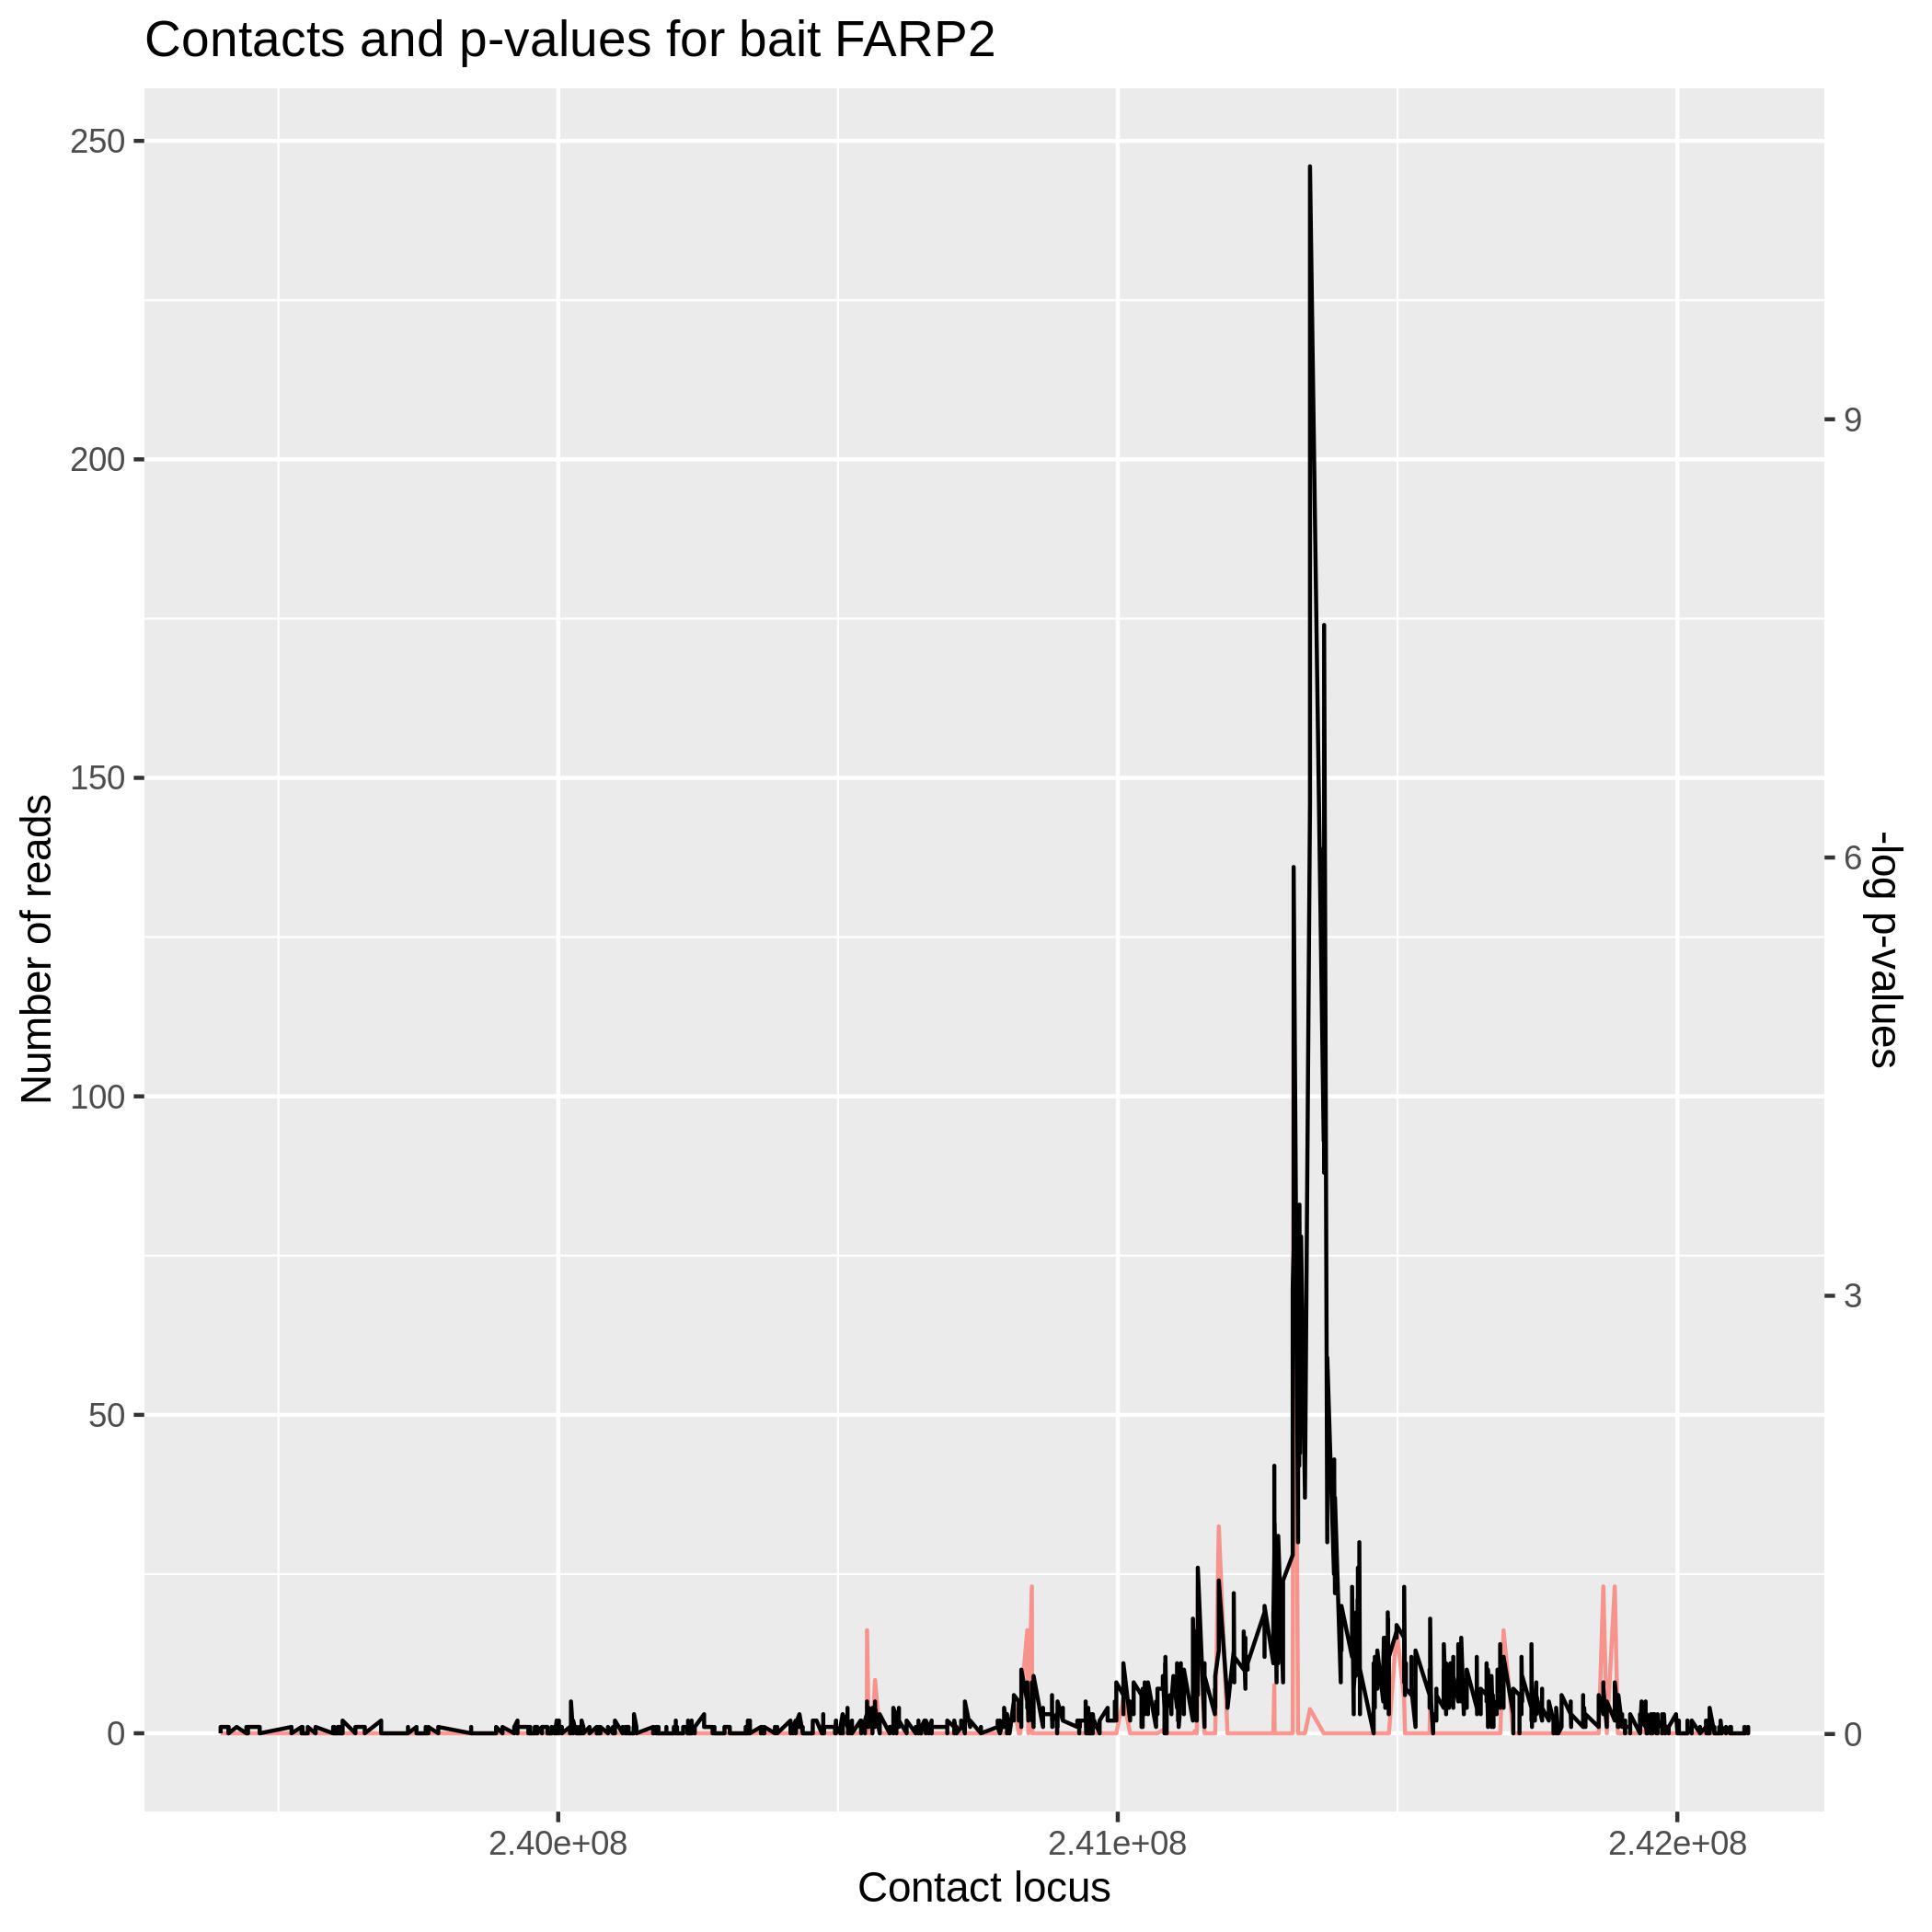 Contacts and p-values for bait FARP2
250
200
150
100
50
0
Number of reads
9
6
3
0
-log p-values
2.40e+08
2.41e+08
2.42e+08
Contact locus